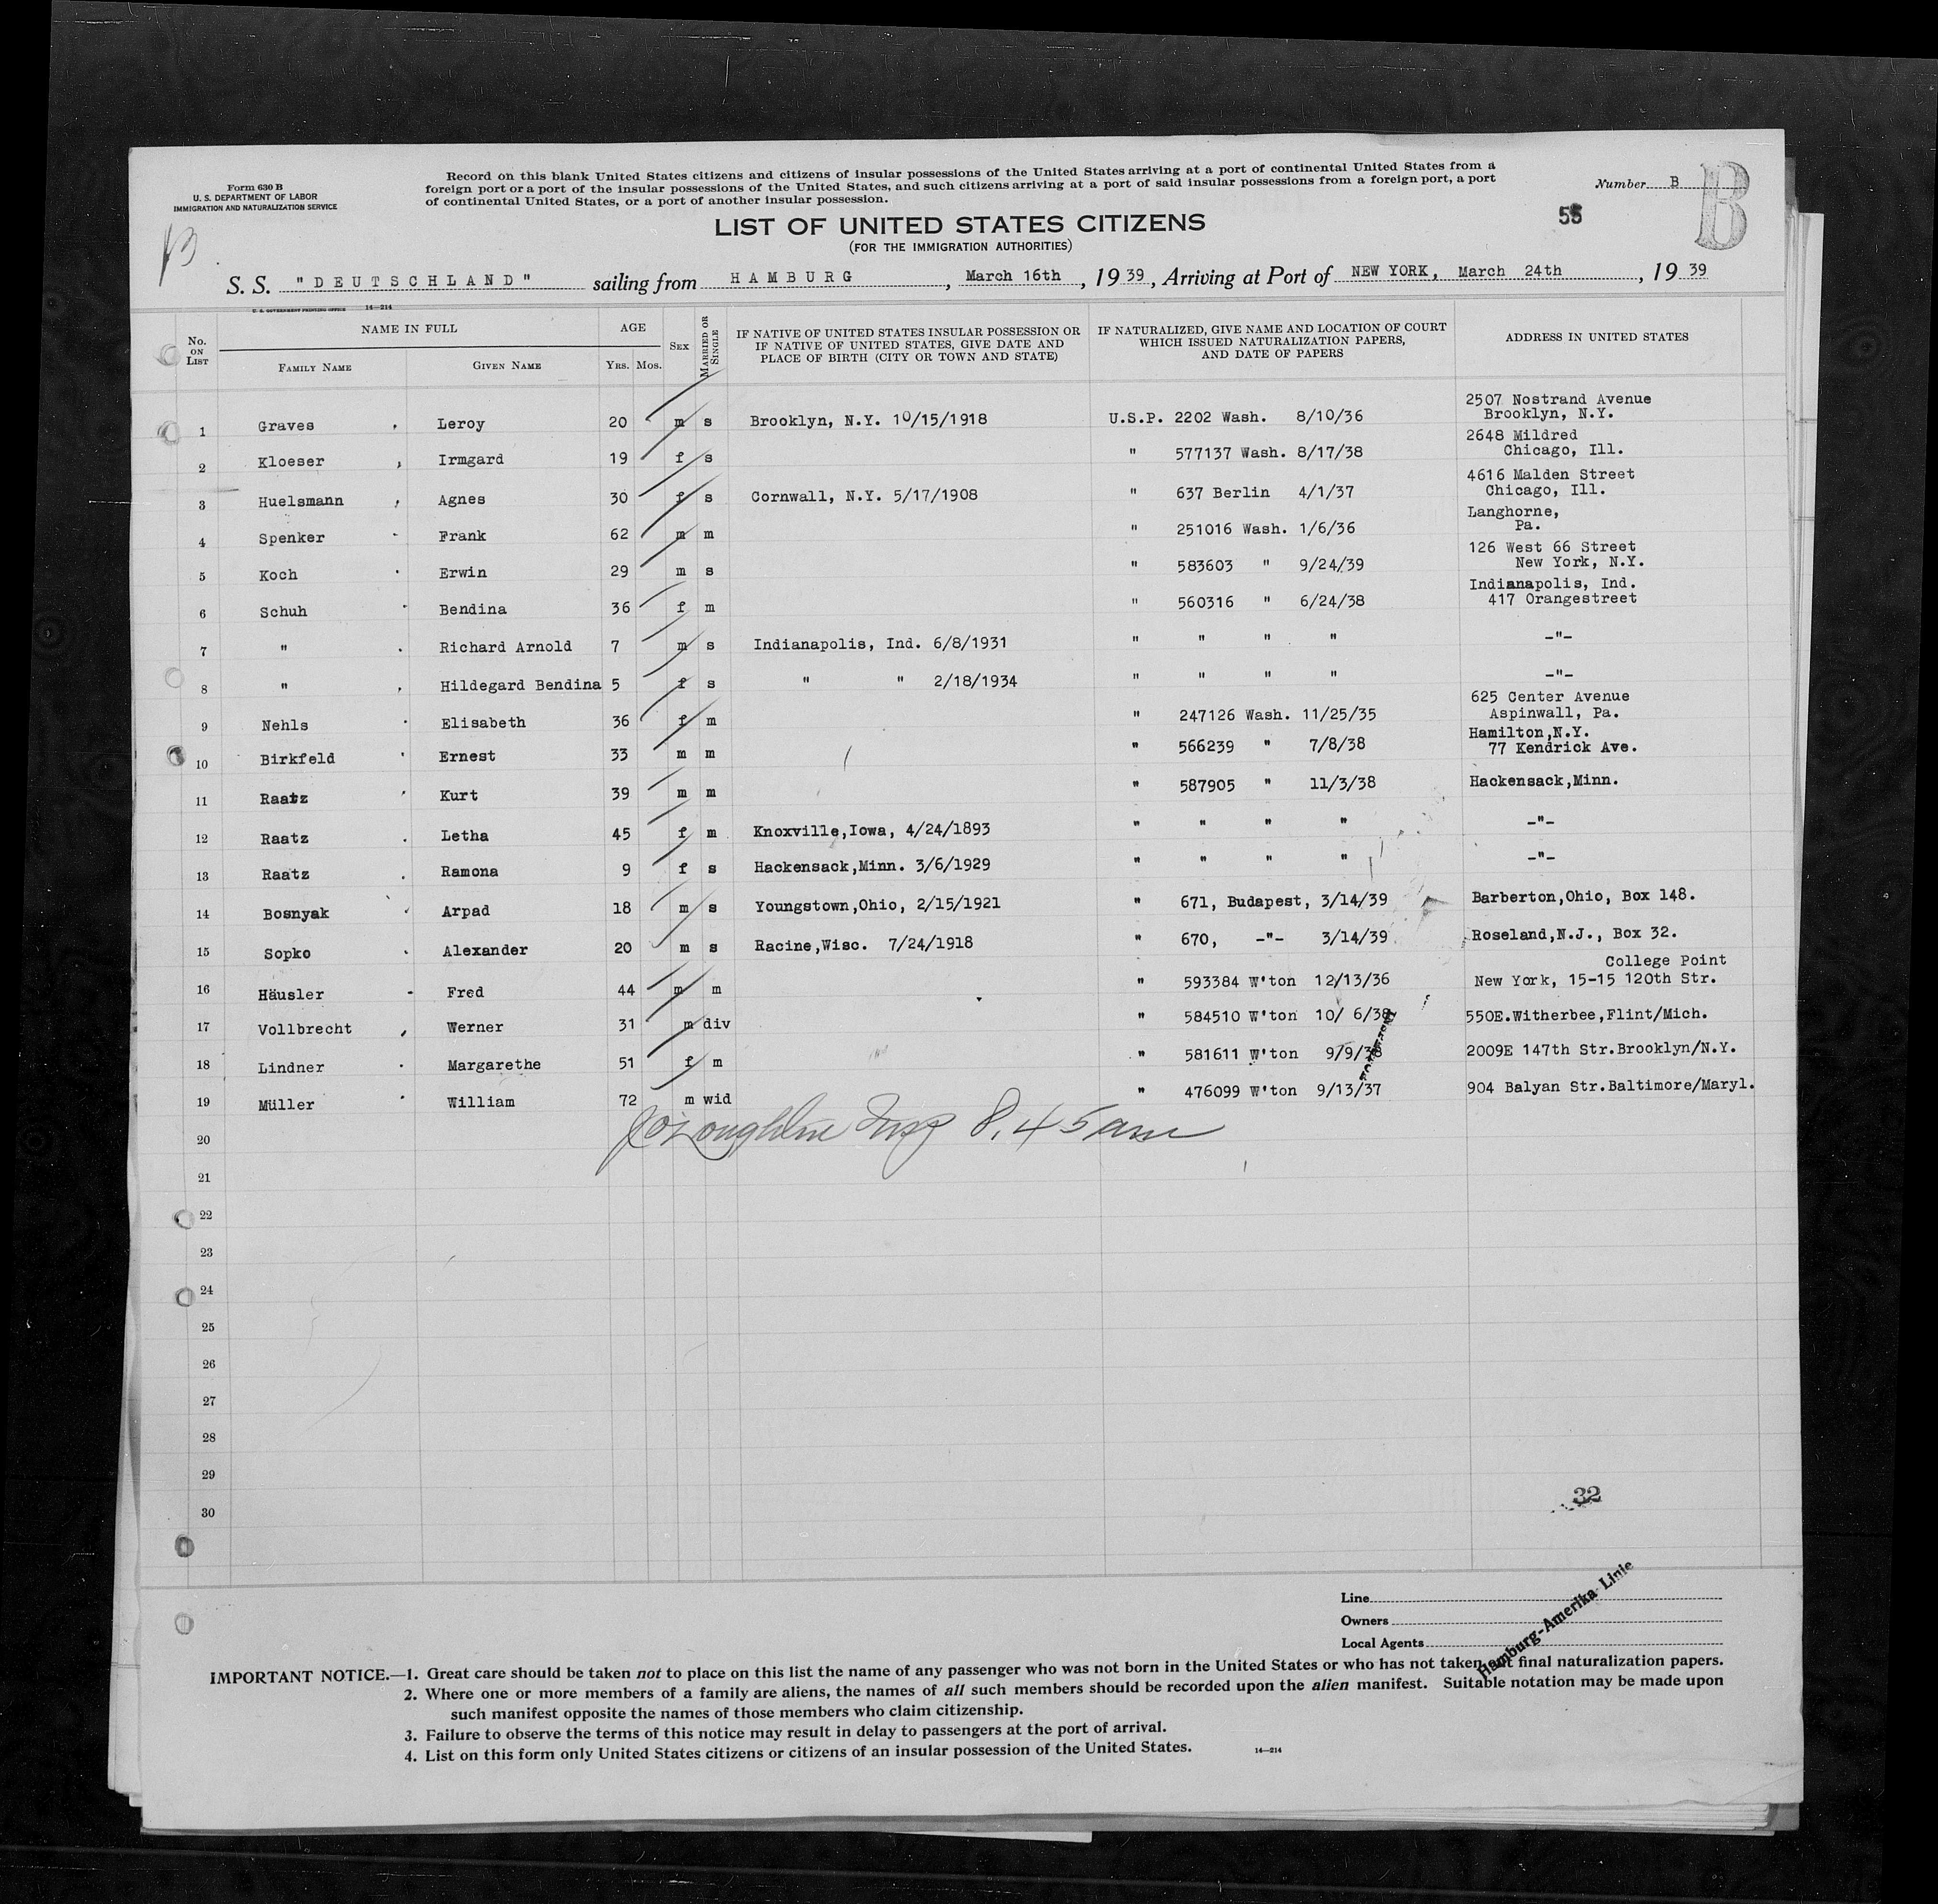 Form 630 B
U. S. DEPARTMENT OF LABOR
IMMIGRATION AND NATURALIZATION SERVICE
Record on this blank United States citizens and citizens of insular possessions of the United States arriving at a port of continental United States from a
foreign port or a port of the insular possessions of the United States, and such citizens arriving at a port of said insular possessions from a foreign port, a port
of continental United States, or a port of another insular possession.
Number B
B
LIST OF UNITED STATES CITIZENS
(FOR THE IMMIGRATION AUTHORITIES)
S. S. "DEUTSCHLAND" sailing from HAMBURG, March 16th, 1939, Arriving at Port of NEW YORK, March 24th, 1939
U. S. GOVERNMENT PRINTING OFFICE 14—214
No. ON LIST NAME IN FULL AGE SEX MARRIED OR SINGLE IF NATIVE OF UNITED STATES INSULAR POSSESSION OR IF NATIVE OF UNITED STATES, GIVE DATE AND PLACE OF BIRTH (CITY OR TOWN AND STATE) IF NATURALIZED, GIVE NAME AND LOCATION OF COURT WHICH ISSUED NATURALIZATION PAPERS, AND DATE OF PAPERS ADDRESS IN UNITED STATES
FAMILY NAME GIVEN NAME YRS. MOS.
1 Graves , Leroy 20 m s Brooklyn, N.Y. 10/15/1918 U.S.P. 2202 Wash. 8/10/36 2507 Nostrand Avenue
Brooklyn, N.Y.
2 Kloeser , Irmgard 19 f s " 577137 Wash. 8/17/38 2648 Mildred
Chicago, Ill.
3 Huelsmann , Agnes 30 f s Cornwall, N.Y. 5/17/1908 " 637 Berlin 4/1/37 4616 Malden Street
Chicago, Ill.
4 Spenker - Frank 62 m m " 251016 Wash. 1/6/36 Langhorne,
Pa.
5 Koch . Erwin 29 m s " 583603 " 9/24/39 126 West 66 Street
New York, N.Y.
6 Schuh . Bendina 36 f m " 560316 " 6/24/38 Indianapolis, Ind.
417 Orangestreet
7 " . Richard Arnold 7 m s Indianapolis, Ind. 6/8/1931 " " " " -"-
8 " , Hildegard Bendina 5 f s " " 2/18/1934 " " " " -"-
9 Nehls . Elisabeth 36 f m " 247126 Wash. 11/25/35 625 Center Avenue
Aspinwall, Pa.
10 Birkfeld . Ernest 33 m m " 566239 " 7/8/38 Hamilton,N.Y.
77 Kendrick Ave.
11 Raatz , Kurt 39 m m " 587905 " 11/3/38 Hackensack,Minn.
12 Raatz . Letha 45 f m Knoxville,Iowa, 4/24/1893 " " " " -"-
13 Raatz . Ramona 9 f s Hackensack,Minn. 3/6/1929 " " " " -"-
14 Bosnyak . Arpad 18 m s Youngstown,Ohio, 2/15/1921 " 671, Budapest, 3/14/39 Barberton,Ohio, Box 148.
15 Sopko . Alexander 20 m s Racine,Wisc. 7/24/1918 " 670, -"- 3/14/39 Roseland,N.J., Box 32.
16 Häusler - Fred 44 m m " 593384 W'ton 12/13/36 College Point
New York, 15-15 120th Str.
17 Vollbrecht , Werner 31 m div " 584510 W'ton 10/ 6/38 550E.Witherbee,Flint/Mich.
18 Lindner . Margarethe 51 f m " 581611 W'ton 9/9/38 2009E 147th Str.Brooklyn/N.Y.
19 Müller . William 72 m wid " 476099 W'ton 9/13/37 904 Balyan Str.Baltimore/Maryl.
8.45am
20
21
22
23
24
25
26
27
28
29
30
32
Line
Owners
Local Agents
Hamburg-Amerika Linie
IMPORTANT NOTICE.—1. Great care should be taken not to place on this list the name of any passenger who was not born in the United States or who has not taken out final naturalization papers.
2. Where one or more members of a family are aliens, the names of all such members should be recorded upon the alien manifest. Suitable notation may be made upon
such manifest opposite the names of those members who claim citizenship.
3. Failure to observe the terms of this notice may result in delay to passengers at the port of arrival.
4. List on this form only United States citizens or citizens of an insular possession of the United States. 14—214